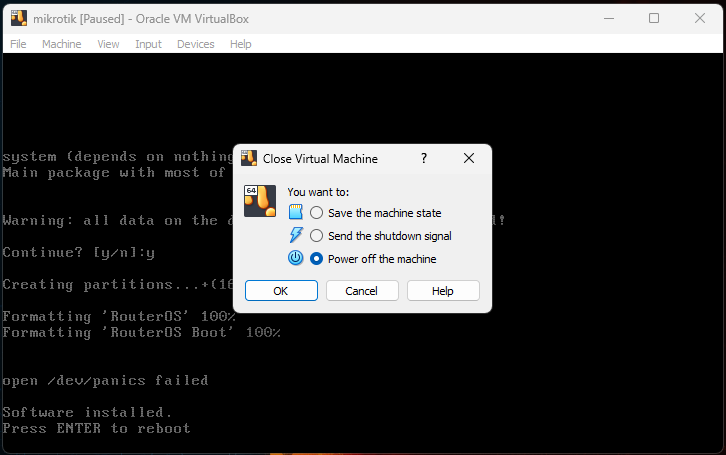 mikrotik [Paused] - Oracle VM VirtualBox
File Machine View Input Devices Help
system (depends on nothing
Main package with most of
Warning: all data on the d
l!
Continue? [y/n]:y
Creating partitions...+(16
Formatting 'RouterOS' 100%
Formatting 'RouterOS Boot' 100%
open /dev/panics failed
Software installed.
Press ENTER to reboot
Close Virtual Machine
?
64
You want to:
Save the machine state
Send the shutdown signal
Power off the machine
OK Cancel Help